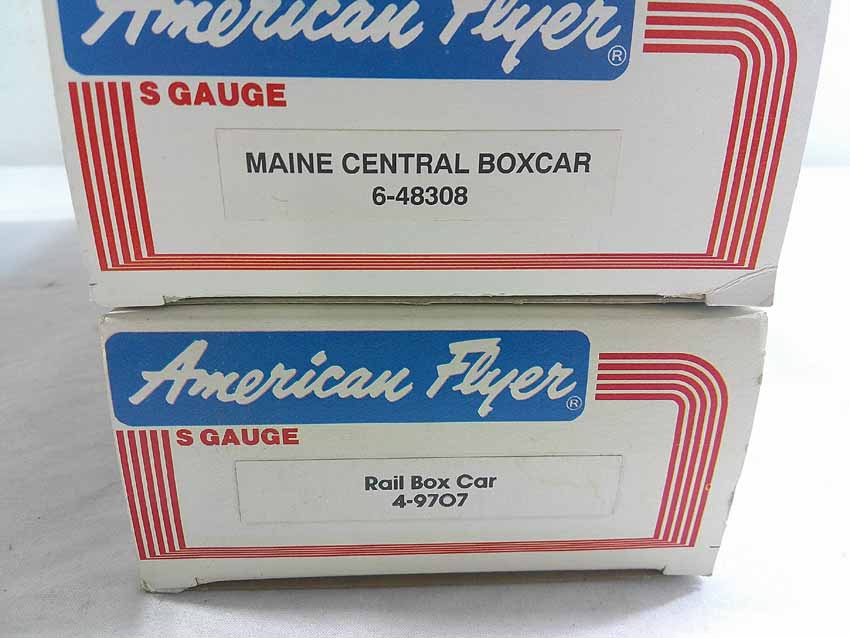 American Flyer®
S GAUGE
MAINE CENTRAL BOXCAR
6-48308
American Flyer®
S GAUGE
Rail Box Car
4-9707